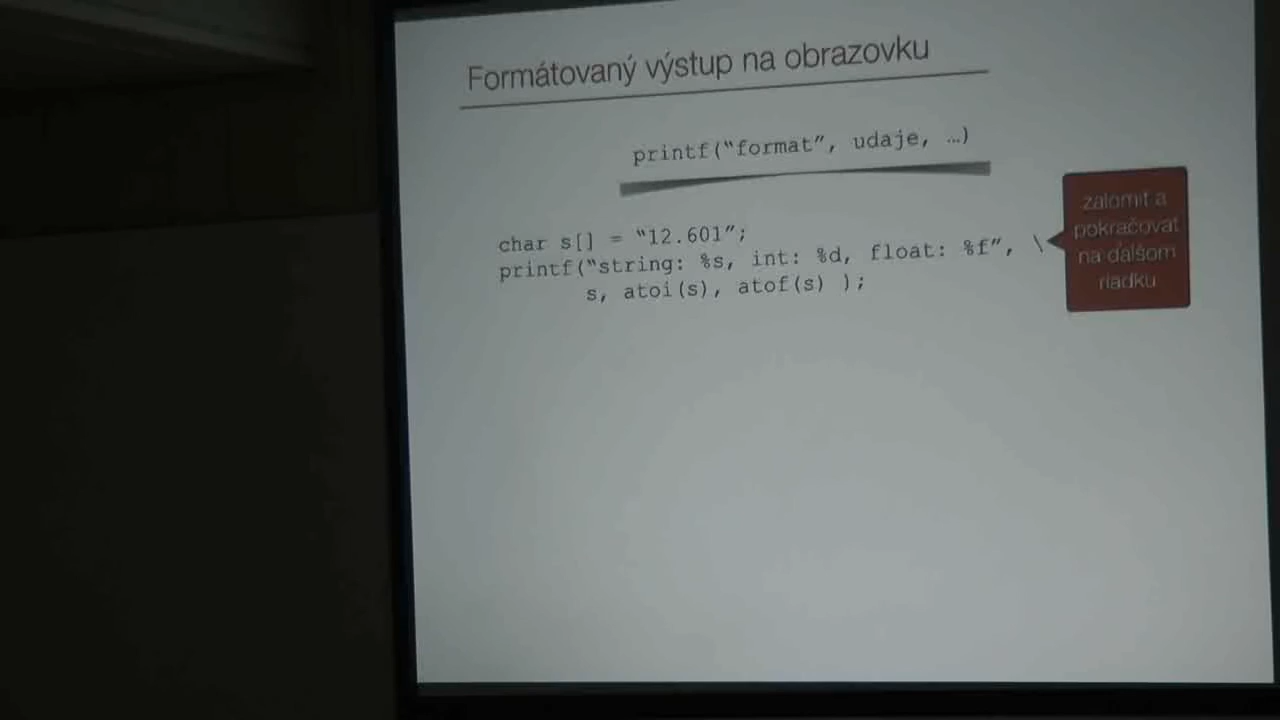 Formátovaný výstup na obrazovku
printf(“format”, udaje, …)
char s[] = “12.601”;
printf(“string: %s, int: %d, float: %f”, \
s, atoi(s), atof(s) );
zalomit a
pokračovať
na ďalšom
riadku